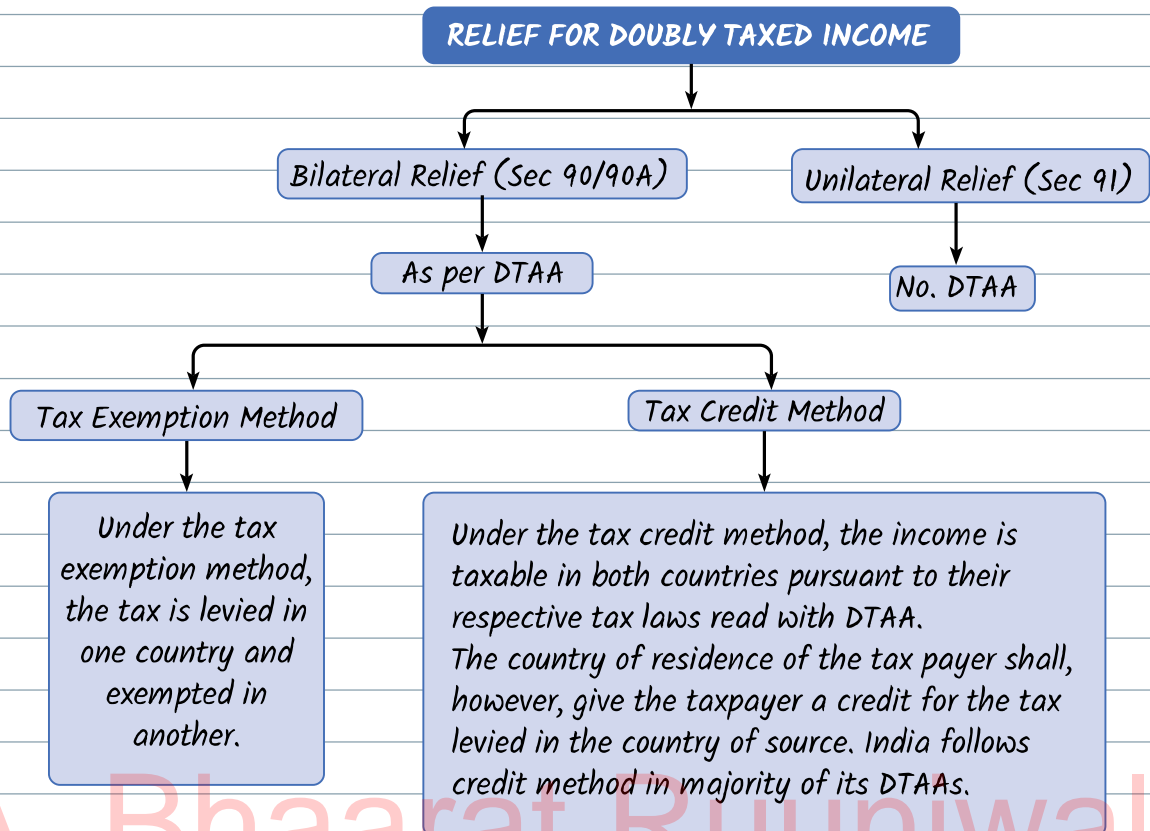 RELIEF FOR DOUBLY TAXED INCOME
Bilateral Relief (Sec 90/90A)
Unilateral Relief (Sec 91)
As per DTAA
No. DTAA
Tax Exemption Method
Tax Credit Method
Under the tax
exemption method,
the tax is levied in
one country and
exempted in
another.
Under the tax credit method, the income is
taxable in both countries pursuant to their
respective tax laws read with DTAA.
The country of residence of the tax payer shall,
however, give the taxpayer a credit for the tax
levied in the country of source. India follows
credit method in majority of its DTAAs.
Bhaarat